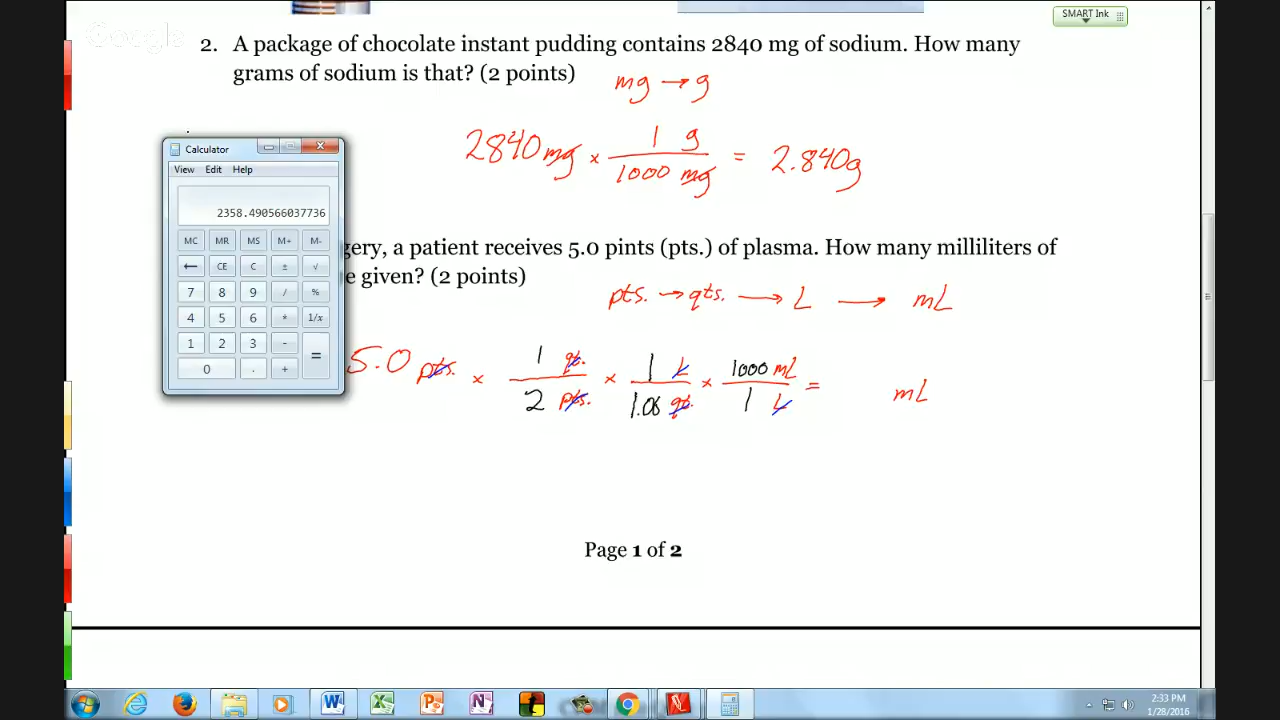 SMART Ink
Google
2. A package of chocolate instant pudding contains 2840 mg of sodium. How many
grams of sodium is that? (2 points)
mg → g
2840 mg × 1 g / 1000 mg = 2.840g
Calculator
View Edit Help
2358.490566037736
MC MR MS M+ M-
← CE C ± √
7 8 9 / %
4 5 6 * 1/x
1 2 3 - =
0 . +
gery, a patient receives 5.0 pints (pts.) of plasma. How many milliliters of
e given? (2 points)
pts. → qts. → L → mL
5.0 pts. × 1 qt. / 2 pts. × 1 L / 1.06 qt. × 1000 mL / 1 L = mL
Page 1 of 2
2:33 PM
1/28/2016